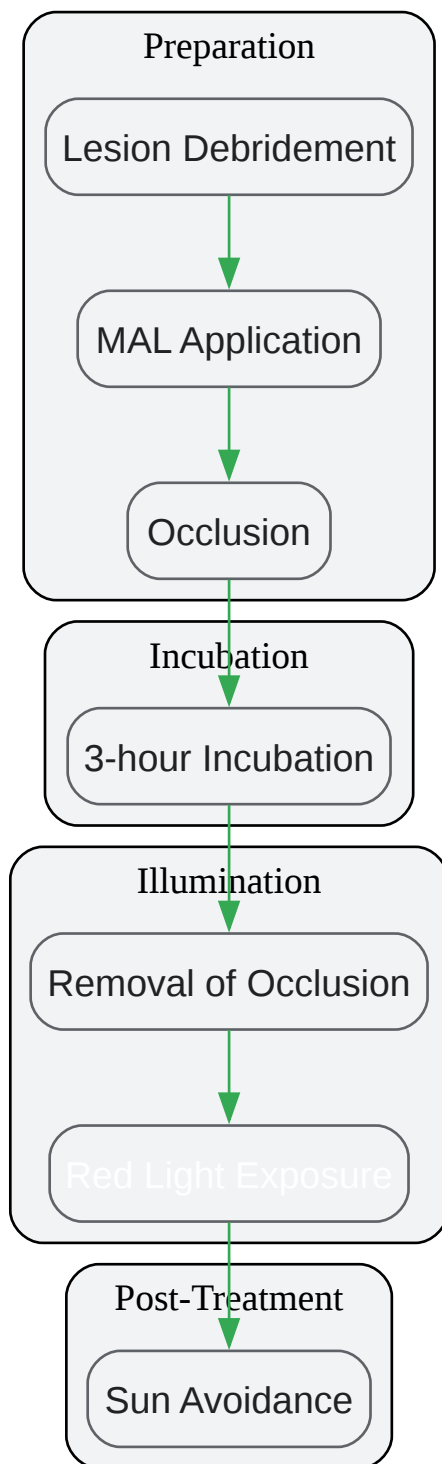 Preparation
Lesion Debridement
MAL Application
Occlusion
Incubation
3-hour Incubation
Illumination
Removal of Occlusion
Red Light Exposure
Post-Treatment
Sun Avoidance